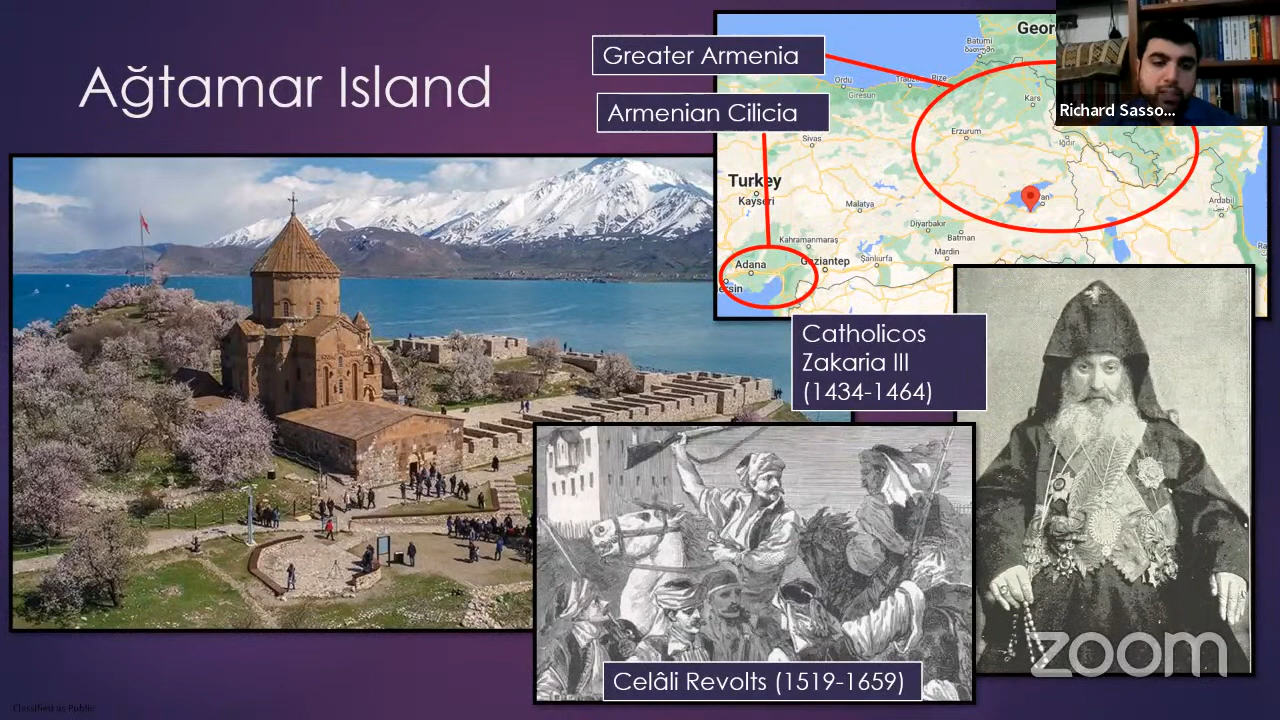 Ağtamar Island
Greater Armenia
Armenian Cilicia
Catholicos
Zakaria III
(1434-1464)
Celâli Revolts (1519-1659)
Richard Sasso...
Geor
Batumi
ბათუმი
Ordu
Giresun
Rize
Kars
Erzurum
Iğdır
Sivas
Turkey
Kayseri
Malatya
Ardabil
Diyarbakır
Batman
Kahramanmaraş
Mardin
Gaziantep
Şanlıurfa
Adana
zoom
Classified as Public